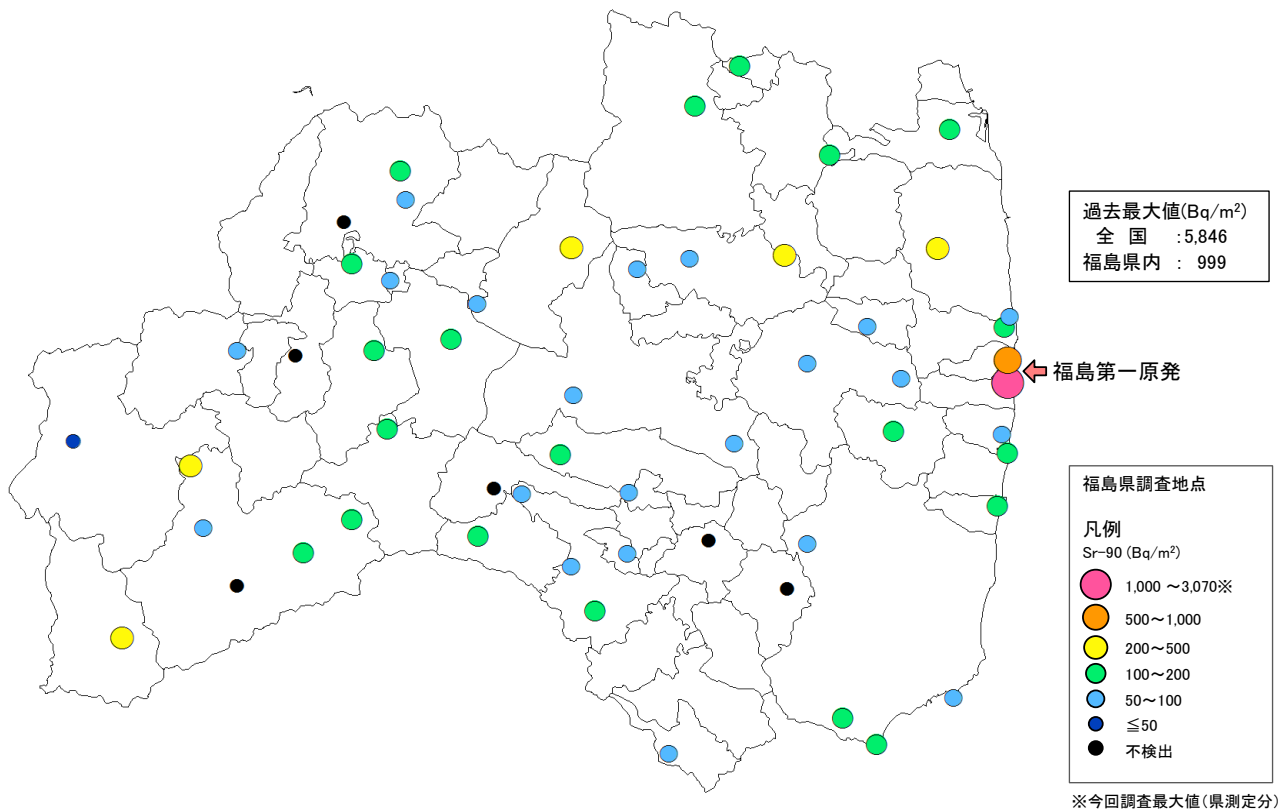 過去最大値(Bq/m²)
全 国 :5,846
福島県内 : 999
福島第一原発
福島県調査地点
凡例
Sr-90 (Bq/m²)
1,000 ～3,070※
500～1,000
200～500
100～200
50～100
≦50
不検出
※今回調査最大値(県測定分)